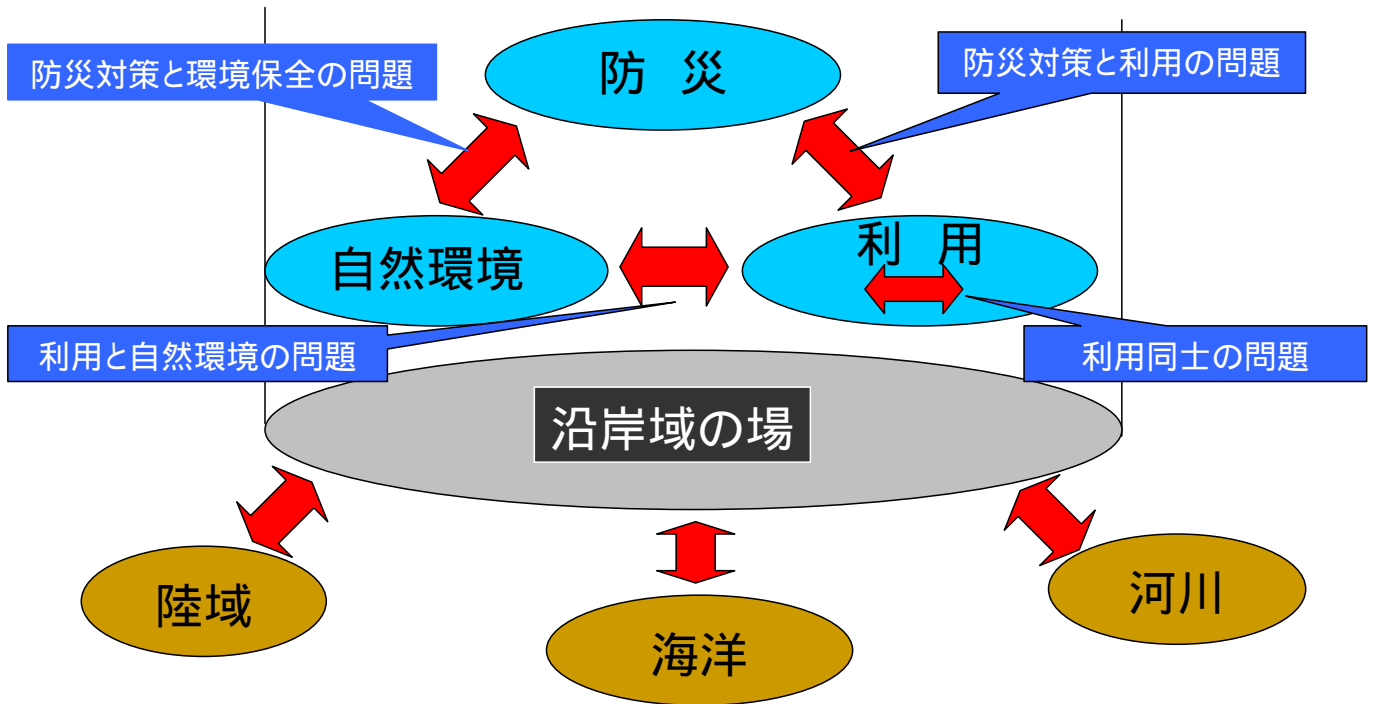 防災対策と環境保全の問題
防 災
防災対策と利用の問題
自然環境
利 用
利用と自然環境の問題
利用同士の問題
沿岸域の場
陸域
海洋
河川